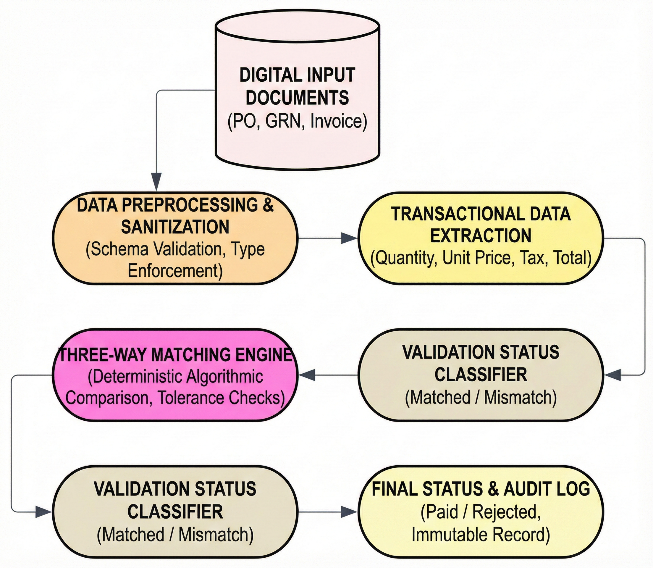 DIGITAL INPUT
DOCUMENTS
(PO, GRN, Invoice)
DATA PREPROCESSING &
SANITIZATION
(Schema Validation, Type
Enforcement)
TRANSACTIONAL DATA
EXTRACTION
(Quantity, Unit Price, Tax, Total)
VALIDATION STATUS
CLASSIFIER
(Matched / Mismatch)
THREE-WAY MATCHING ENGINE
(Deterministic Algorithmic
Comparison, Tolerance Checks)
VALIDATION STATUS
CLASSIFIER
(Matched / Mismatch)
FINAL STATUS & AUDIT LOG
(Paid / Rejected,
Immutable Record)